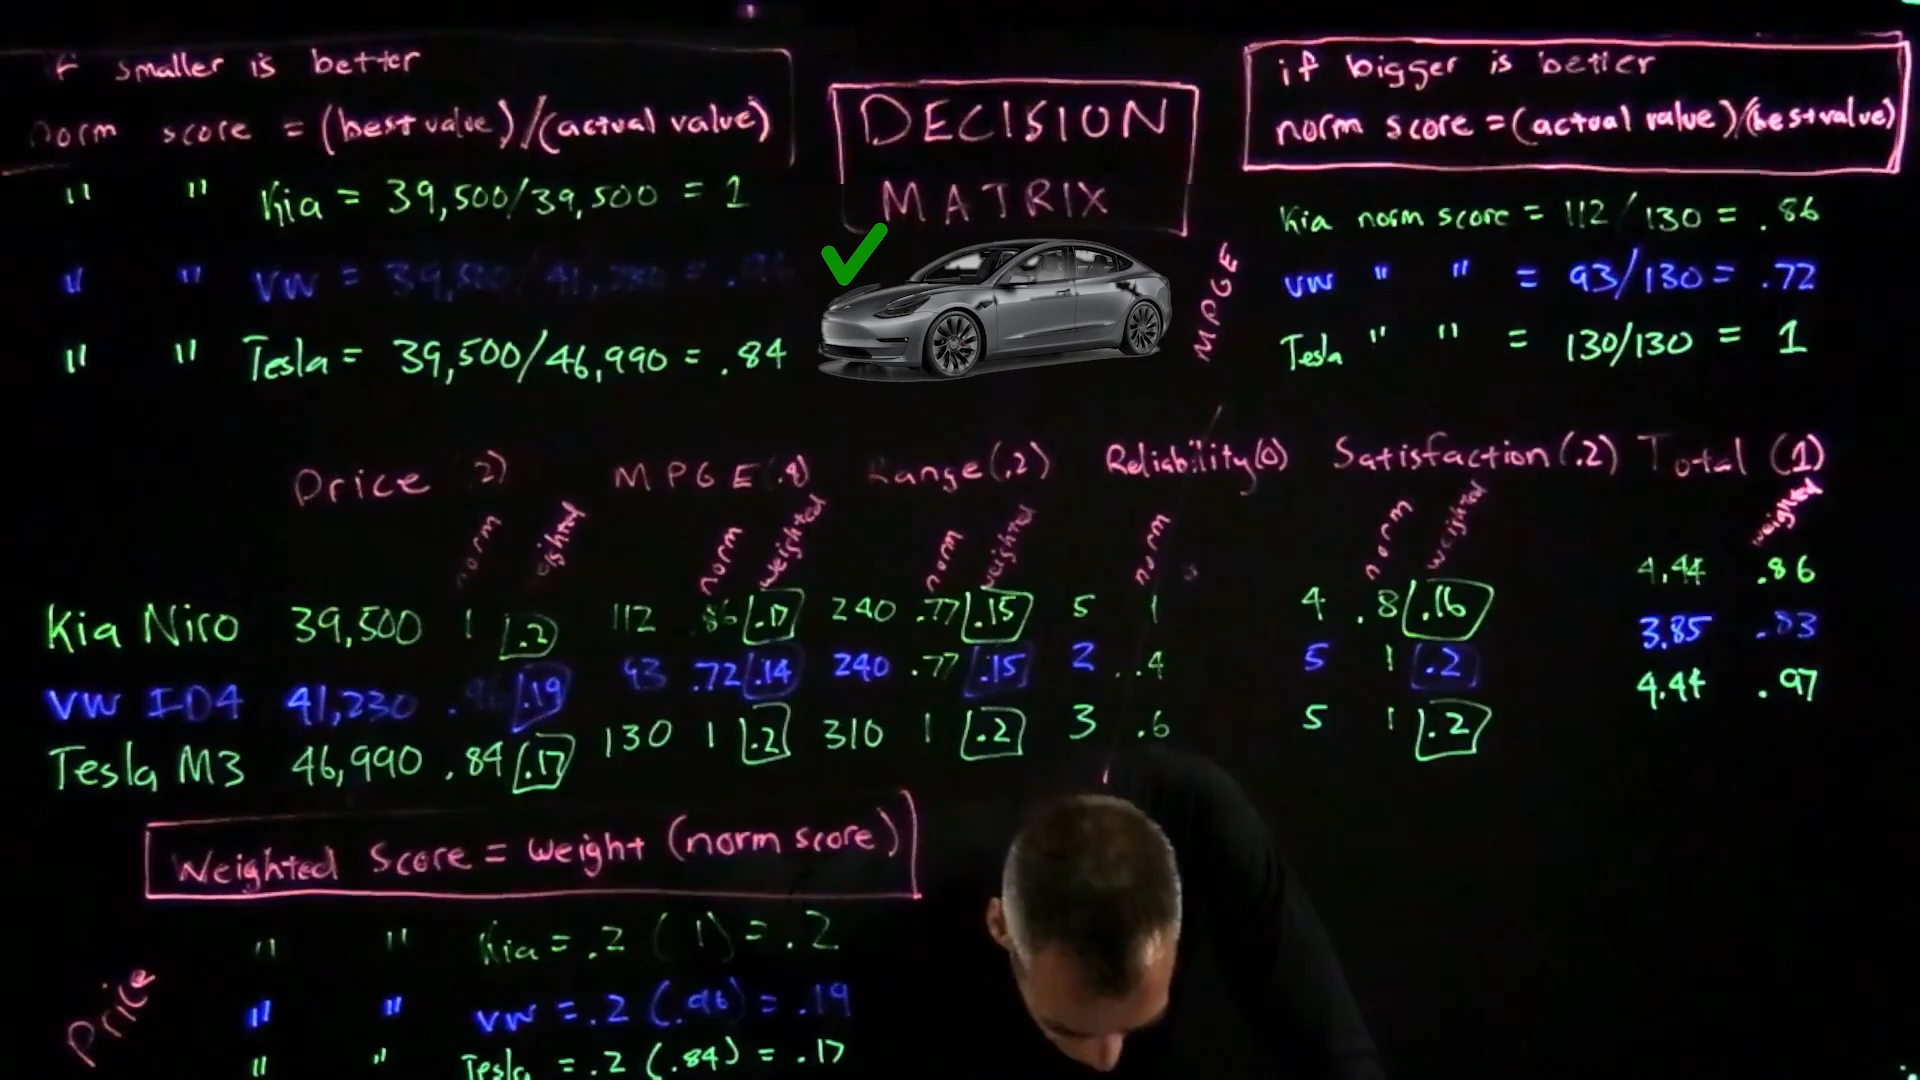 smaller is better
norm score = (best value)/(actual value)
" " Kia = 39,500/39,500 = 1
" " VW = 39,500/41,230 = .96
" " Tesla = 39,500/46,990 = .84
DECISION
MATRIX
if bigger is better
norm score = (actual value)/(best value)
MPGE
Kia norm score = 112/130 = .86
VW " " = 93/130 = .72
Tesla " " = 130/130 = 1
Price 2) MPGE (.4) Range (.2) Reliability (0) Satisfaction (.2) Total (1)
norm weighted norm weighted norm weighted norm norm weighted weighted
Kia Niro 39,500 1 .2 112 .86 .17 240 .77 .15 5 1 4 .8 .16 4.44 .86
VW ID4 41,230 .96 .19 93 .72 .14 240 .77 .15 2 .4 5 1 .2 3.85 .83
Tesla M3 46,990 .84 .17 130 1 .2 310 1 .2 3 .6 5 1 .2 4.44 .97
Weighted Score = weight (norm score)
Price
" " Kia = .2 (1) = .2
" " VW = .2 (.96) = .19
" " Tesla = .2 (.84) = .17